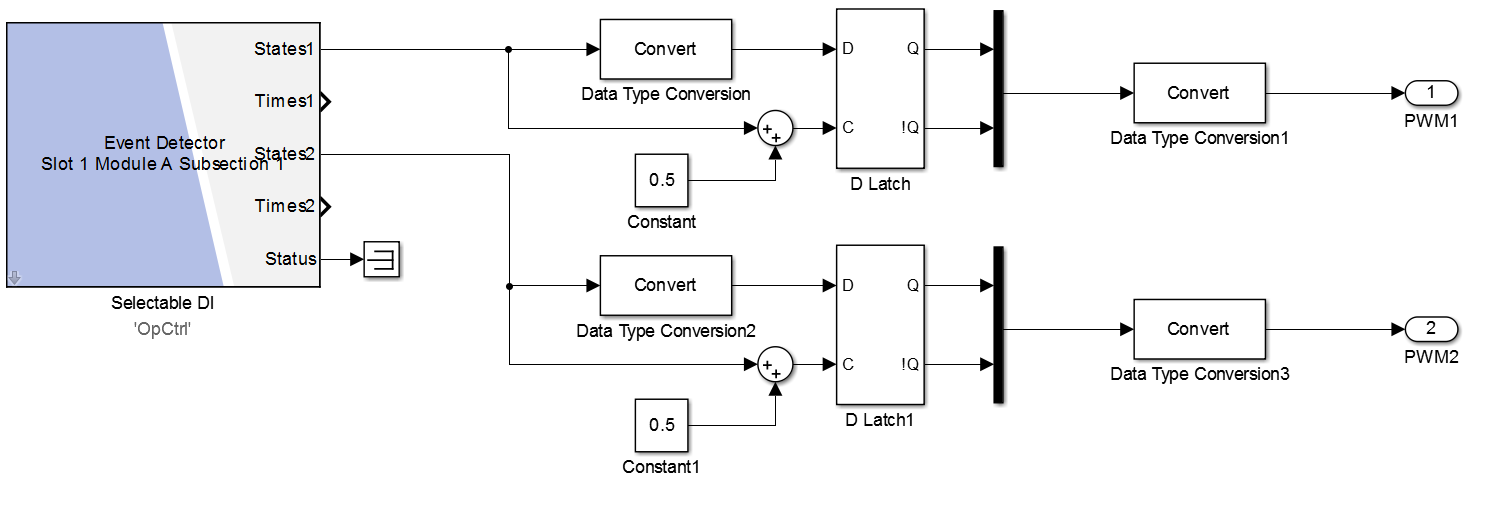 States1
Times1
Event Detector
States2
Slot 1 Module A Subsection 1
Times2
Status
Selectable DI
'OpCtrl'
Convert
Data Type Conversion
0.5
Constant
D
Q
C
!Q
D Latch
Convert
Data Type Conversion1
1
PWM1
Convert
Data Type Conversion2
0.5
Constant1
D
Q
C
!Q
D Latch1
Convert
Data Type Conversion3
2
PWM2